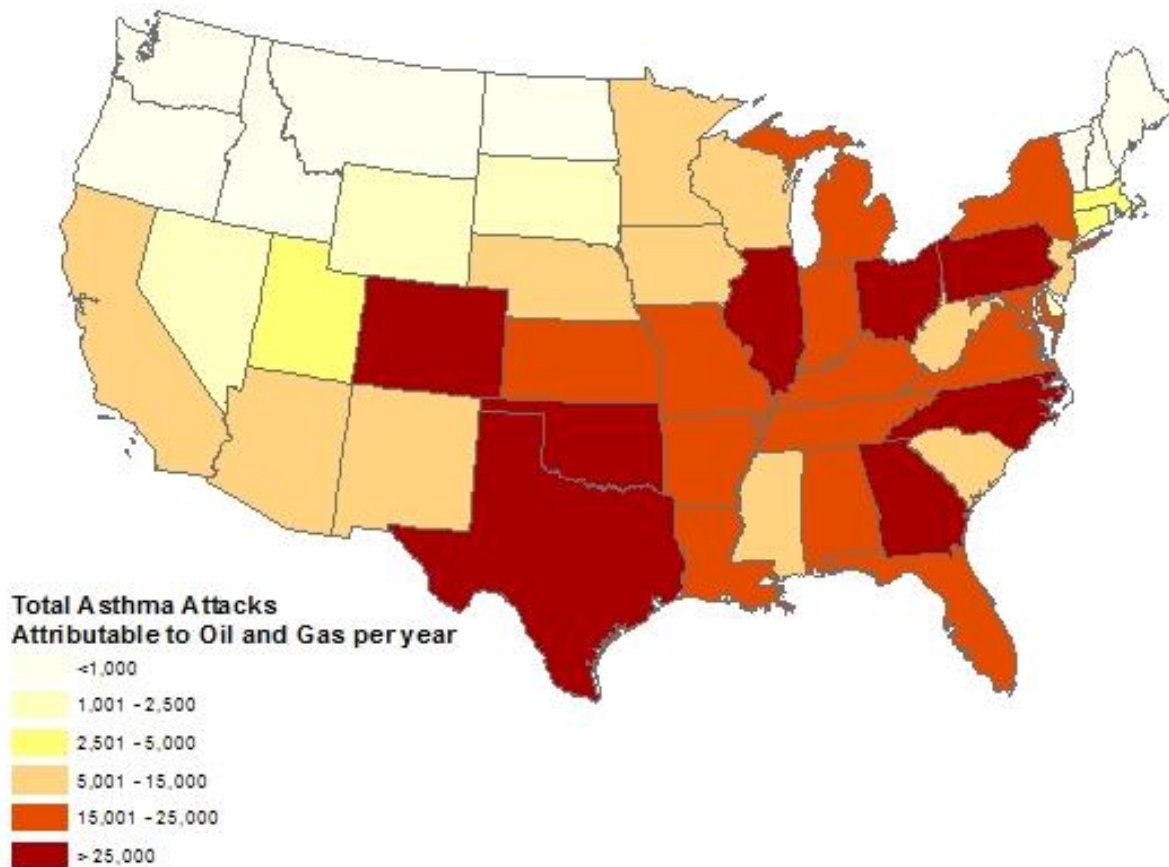 Total Asthma Attacks
Attributable to Oil and Gas per year
<1,000
1,001 - 2,500
2,501 - 5,000
5,001 - 15,000
15,001 - 25,000
> 25,000